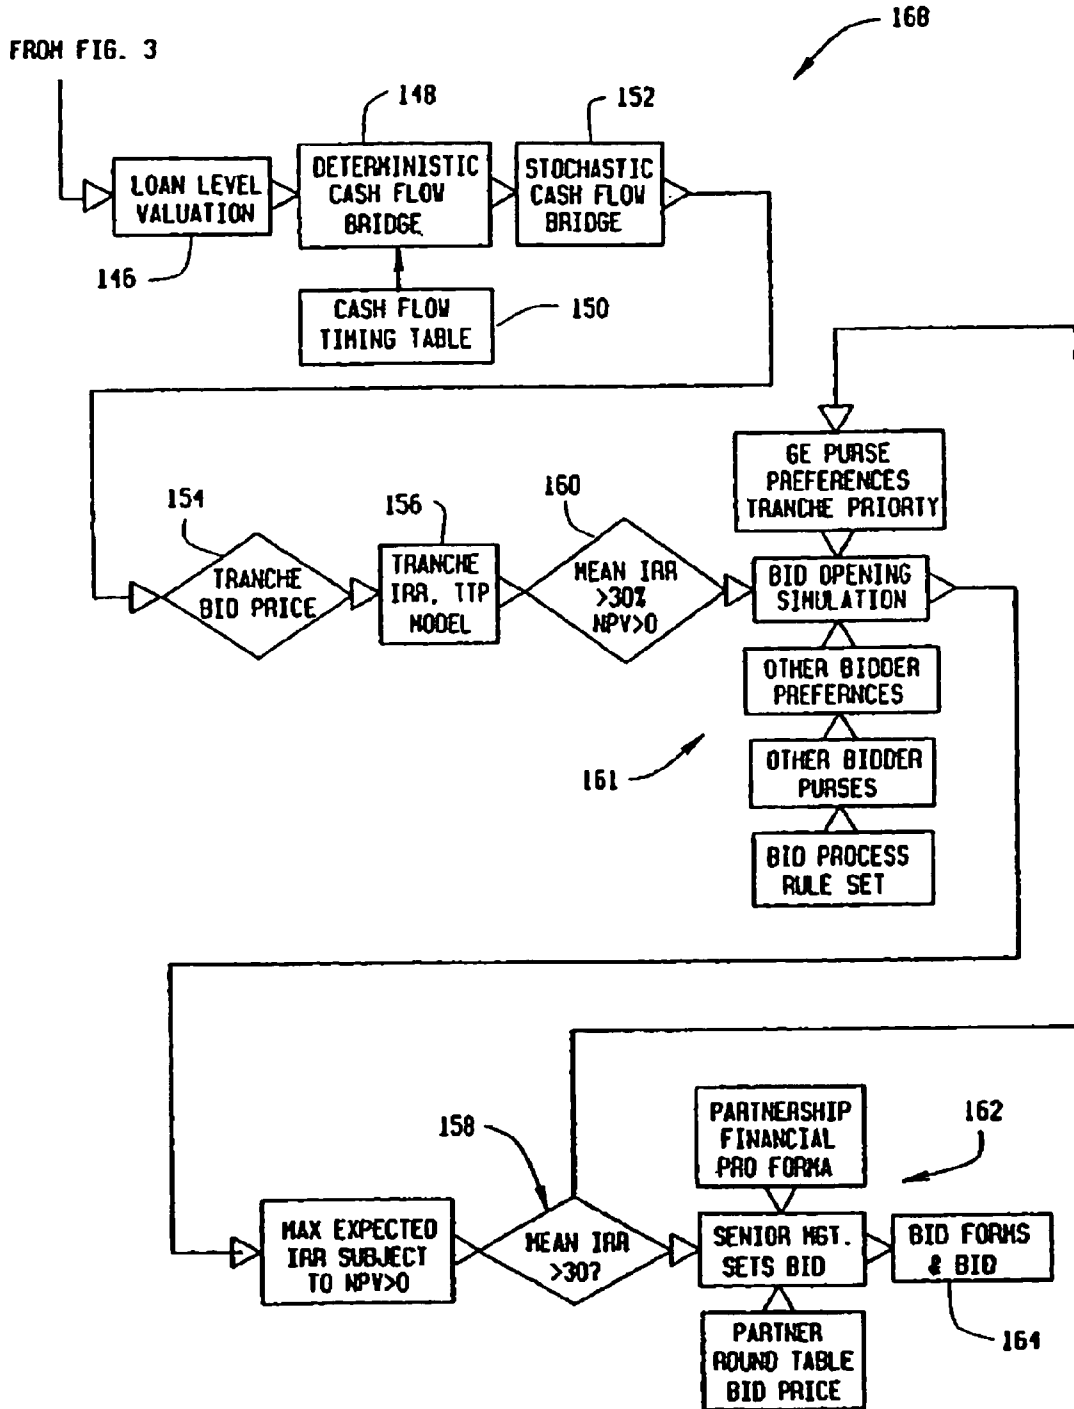 168
FROM FIG. 3
148
152
LOAN LEVEL
VALUATION
DETERMINISTIC
CASH FLOW
BRIDGE
STOCHASTIC
CASH FLOW
BRIDGE
146
CASH FLOW
TIMING TABLE
150
GE PURSE
PREFERENCES
TRANCHE PRIORTY
154
156
160
TRANCHE
BID PRICE
TRANCHE
IRR, TTP
MODEL
MEAN IRR
>30%
NPV>0
BID OPENING
SIMULATION
OTHER BIDDER
PREFERNCES
161
OTHER BIDDER
PURSES
BID PROCESS
RULE SET
158
PARTNERSHIP
FINANCIAL
PRO FORMA
162
MAX EXPECTED
IRR SUBJECT
TO NPV>0
MEAN IRR
>30?
SENIOR MGT.
SETS BID
BID FORMS
& BID
164
PARTNER
ROUND TABLE
BID PRICE